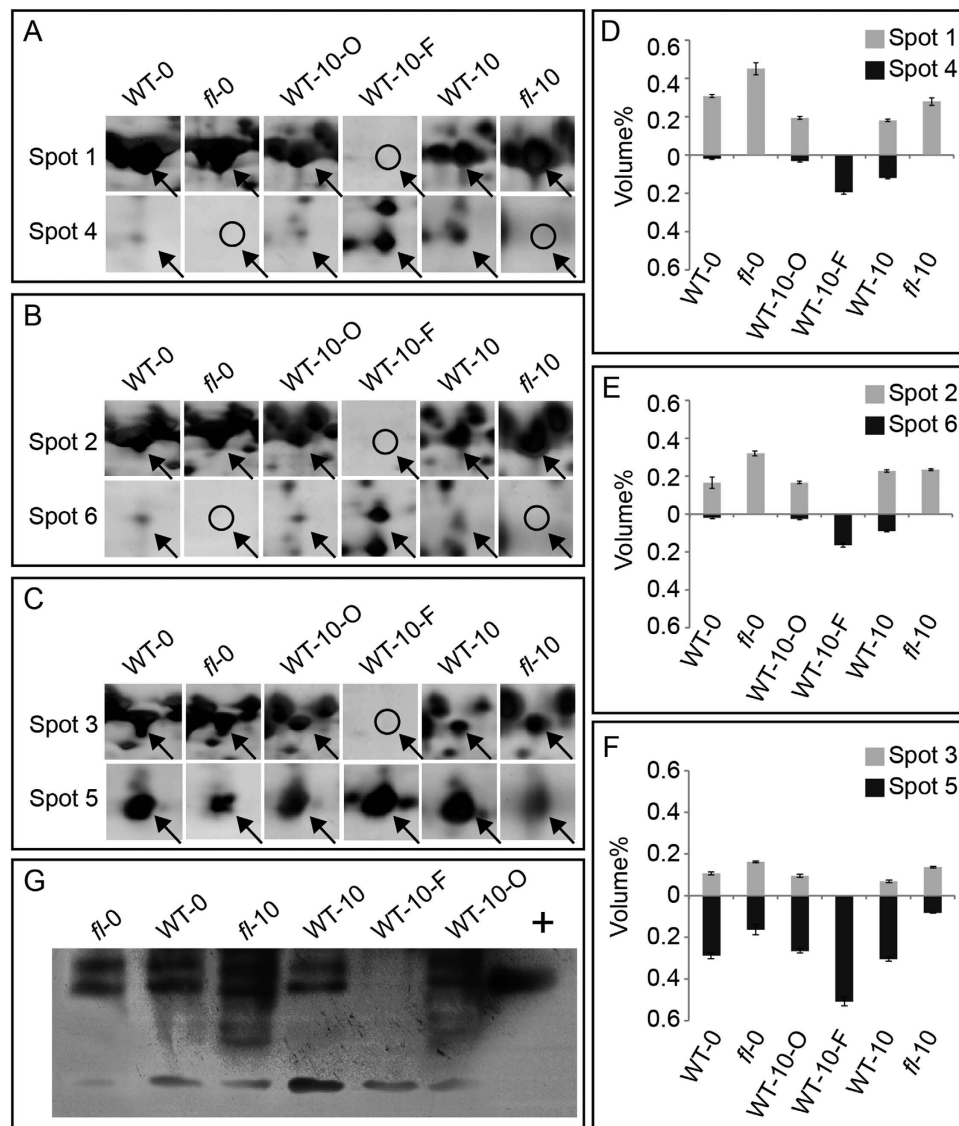 A
WT-0 fl-0 WT-10-O WT-10-F WT-10 fl-10
Spot 1
Spot 4
B
WT-0 fl-0 WT-10-O WT-10-F WT-10 fl-10
Spot 2
Spot 6
C
WT-0 fl-0 WT-10-O WT-10-F WT-10 fl-10
Spot 3
Spot 5
G
fl-0 WT-0 fl-10 WT-10 WT-10-F WT-10-O +
D
Spot 1
Spot 4
Volume%
0.6
0.4
0.2
0
0.2
0.4
0.6
WT-0 fl-0 WT-10-O WT-10-F WT-10 fl-10
E
Spot 2
Spot 6
Volume%
0.6
0.4
0.2
0
0.2
0.4
0.6
WT-0 fl-0 WT-10-O WT-10-F WT-10 fl-10
F
Spot 3
Spot 5
Volume%
0.6
0.4
0.2
0
0.2
0.4
0.6
WT-0 fl-0 WT-10-O WT-10-F WT-10 fl-10